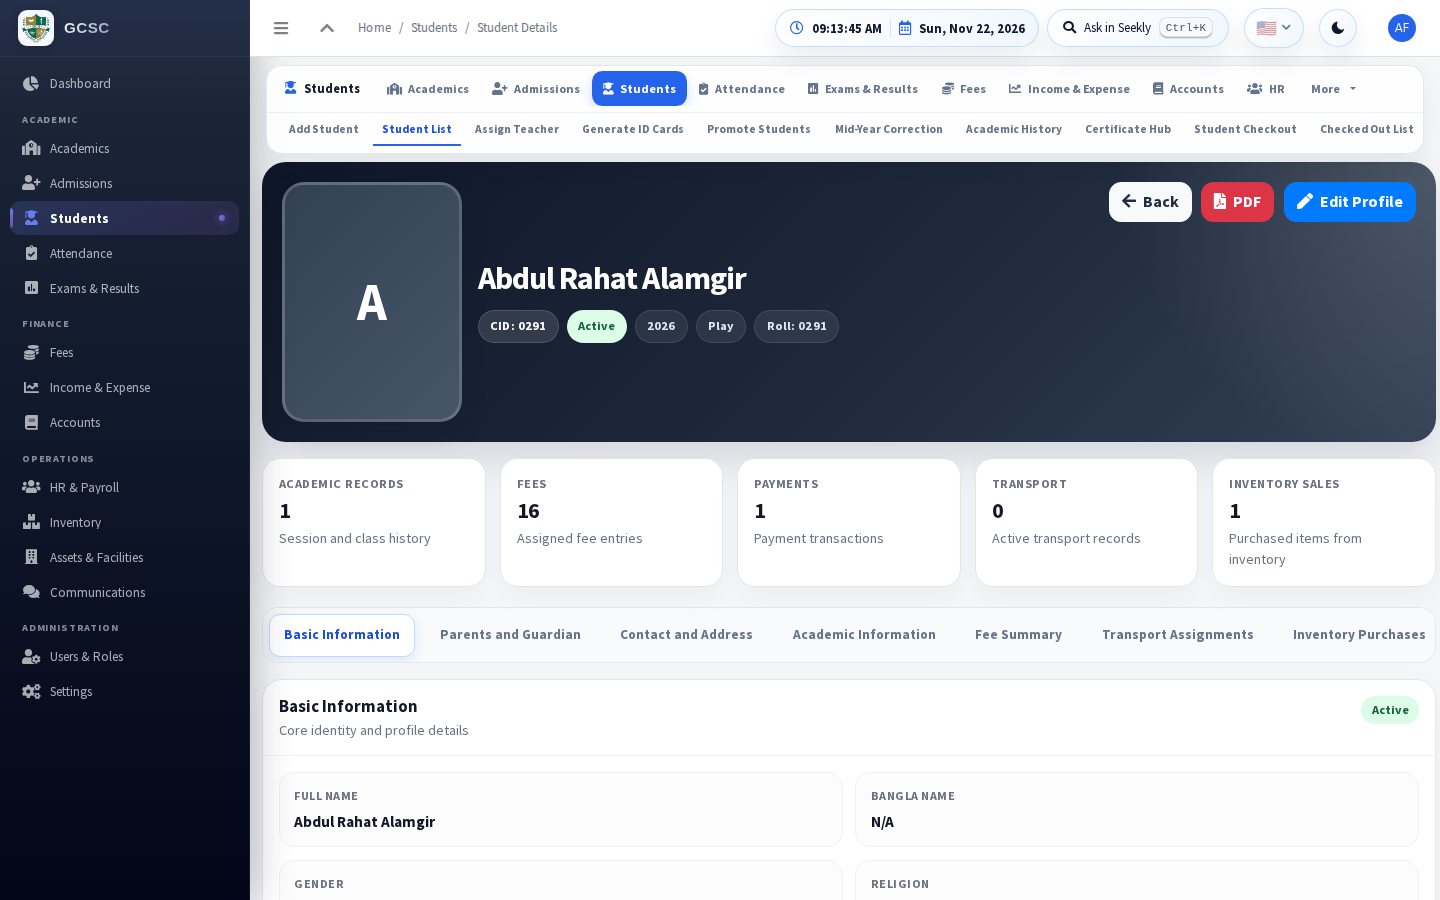 GCSC
Home / Students / Student Details
09:13:45 AM
Sun, Nov 22, 2026
Ask in Seekly
Ctrl+K
AF
Dashboard
ACADEMIC
Academics
Admissions
Students
Attendance
Exams & Results
FINANCE
Fees
Income & Expense
Accounts
OPERATIONS
HR & Payroll
Inventory
Assets & Facilities
Communications
ADMINISTRATION
Users & Roles
Settings
Students
Academics
Admissions
Students
Attendance
Exams & Results
Fees
Income & Expense
Accounts
HR
More
Add Student
Student List
Assign Teacher
Generate ID Cards
Promote Students
Mid-Year Correction
Academic History
Certificate Hub
Student Checkout
Checked Out List
Back
PDF
Edit Profile
A
Abdul Rahat Alamgir
CID: 0291
Active
2026
Play
Roll: 0291
ACADEMIC RECORDS
1
Session and class history
FEES
16
Assigned fee entries
PAYMENTS
1
Payment transactions
TRANSPORT
0
Active transport records
INVENTORY SALES
1
Purchased items from
inventory
Basic Information
Parents and Guardian
Contact and Address
Academic Information
Fee Summary
Transport Assignments
Inventory Purchases
Basic Information
Core identity and profile details
Active
FULL NAME
Abdul Rahat Alamgir
BANGLA NAME
N/A
GENDER
RELIGION